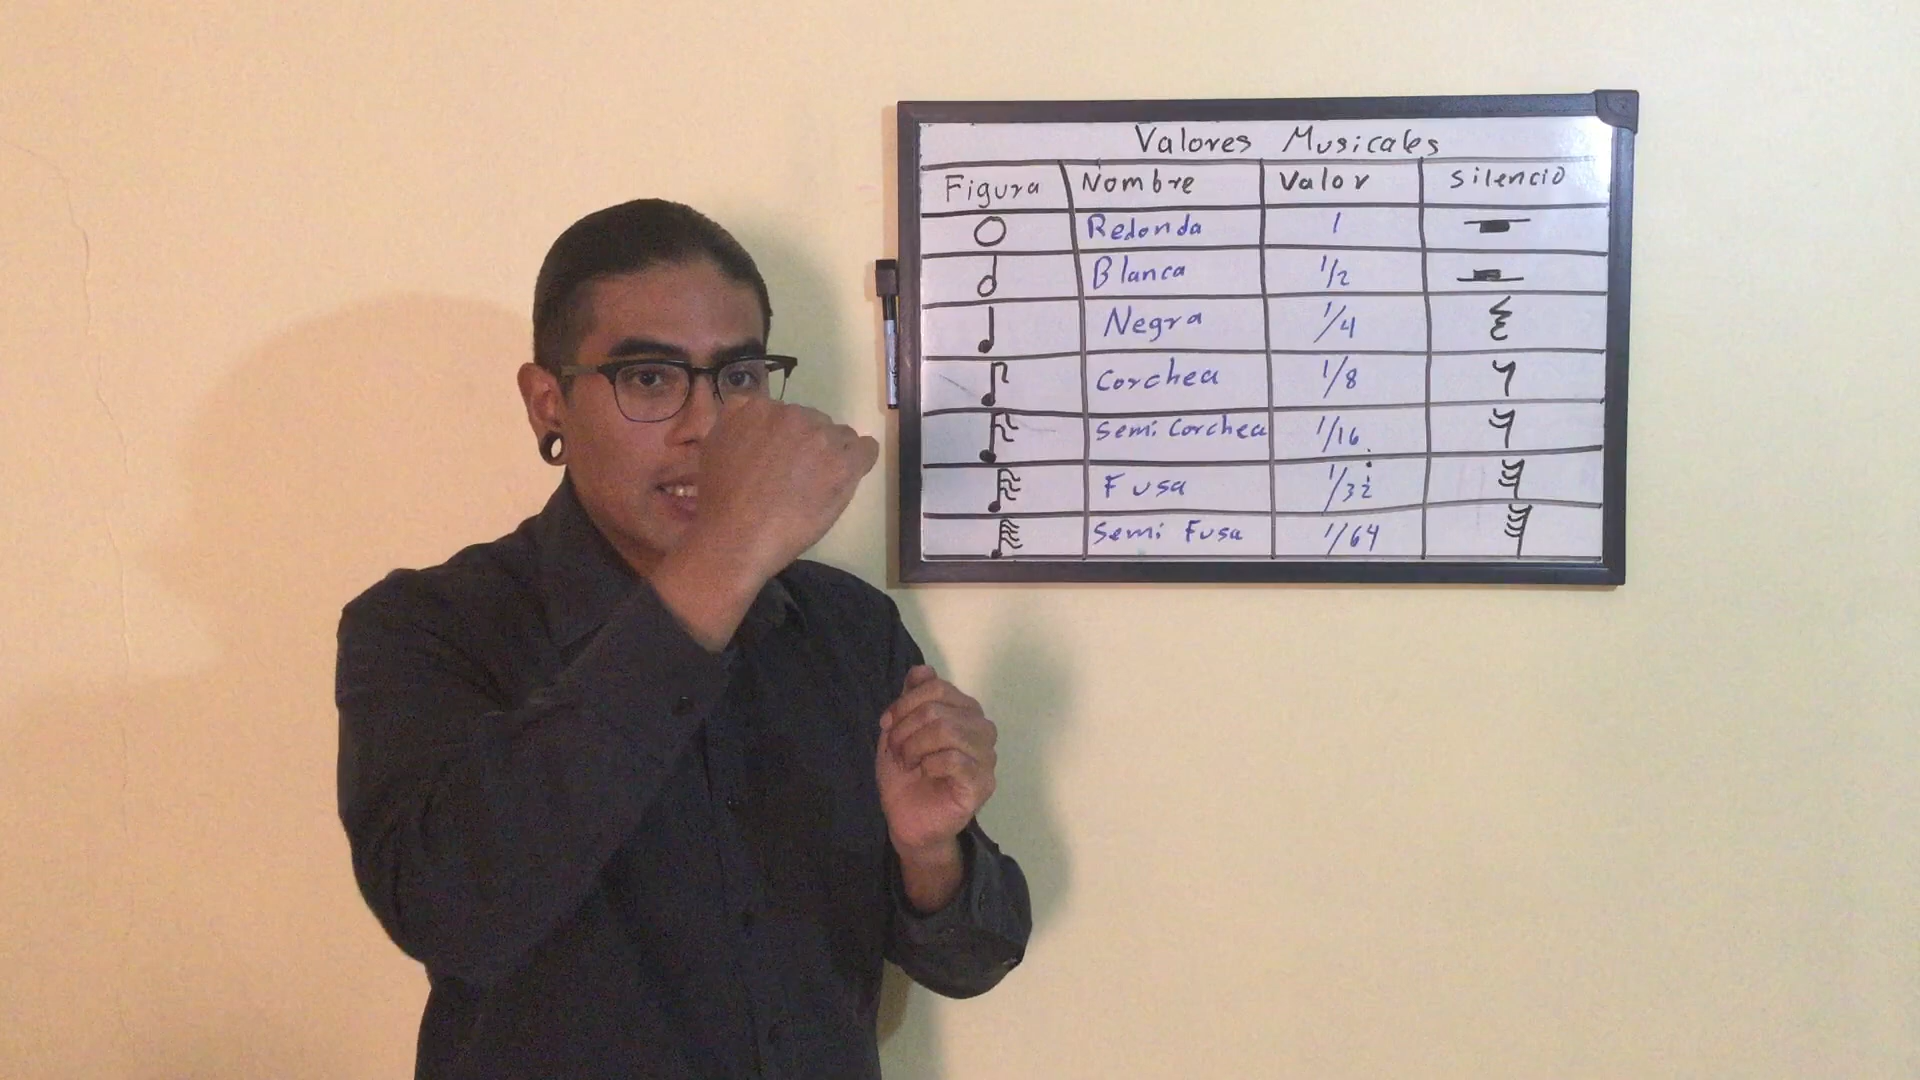 Valores Musicales
Figura Nombre Valor Silencio
Redonda 1
Blanca 1/2
Negra 1/4
Corchea 1/8
Semi Corchea 1/16
Fusa 1/32
Semi Fusa 1/64